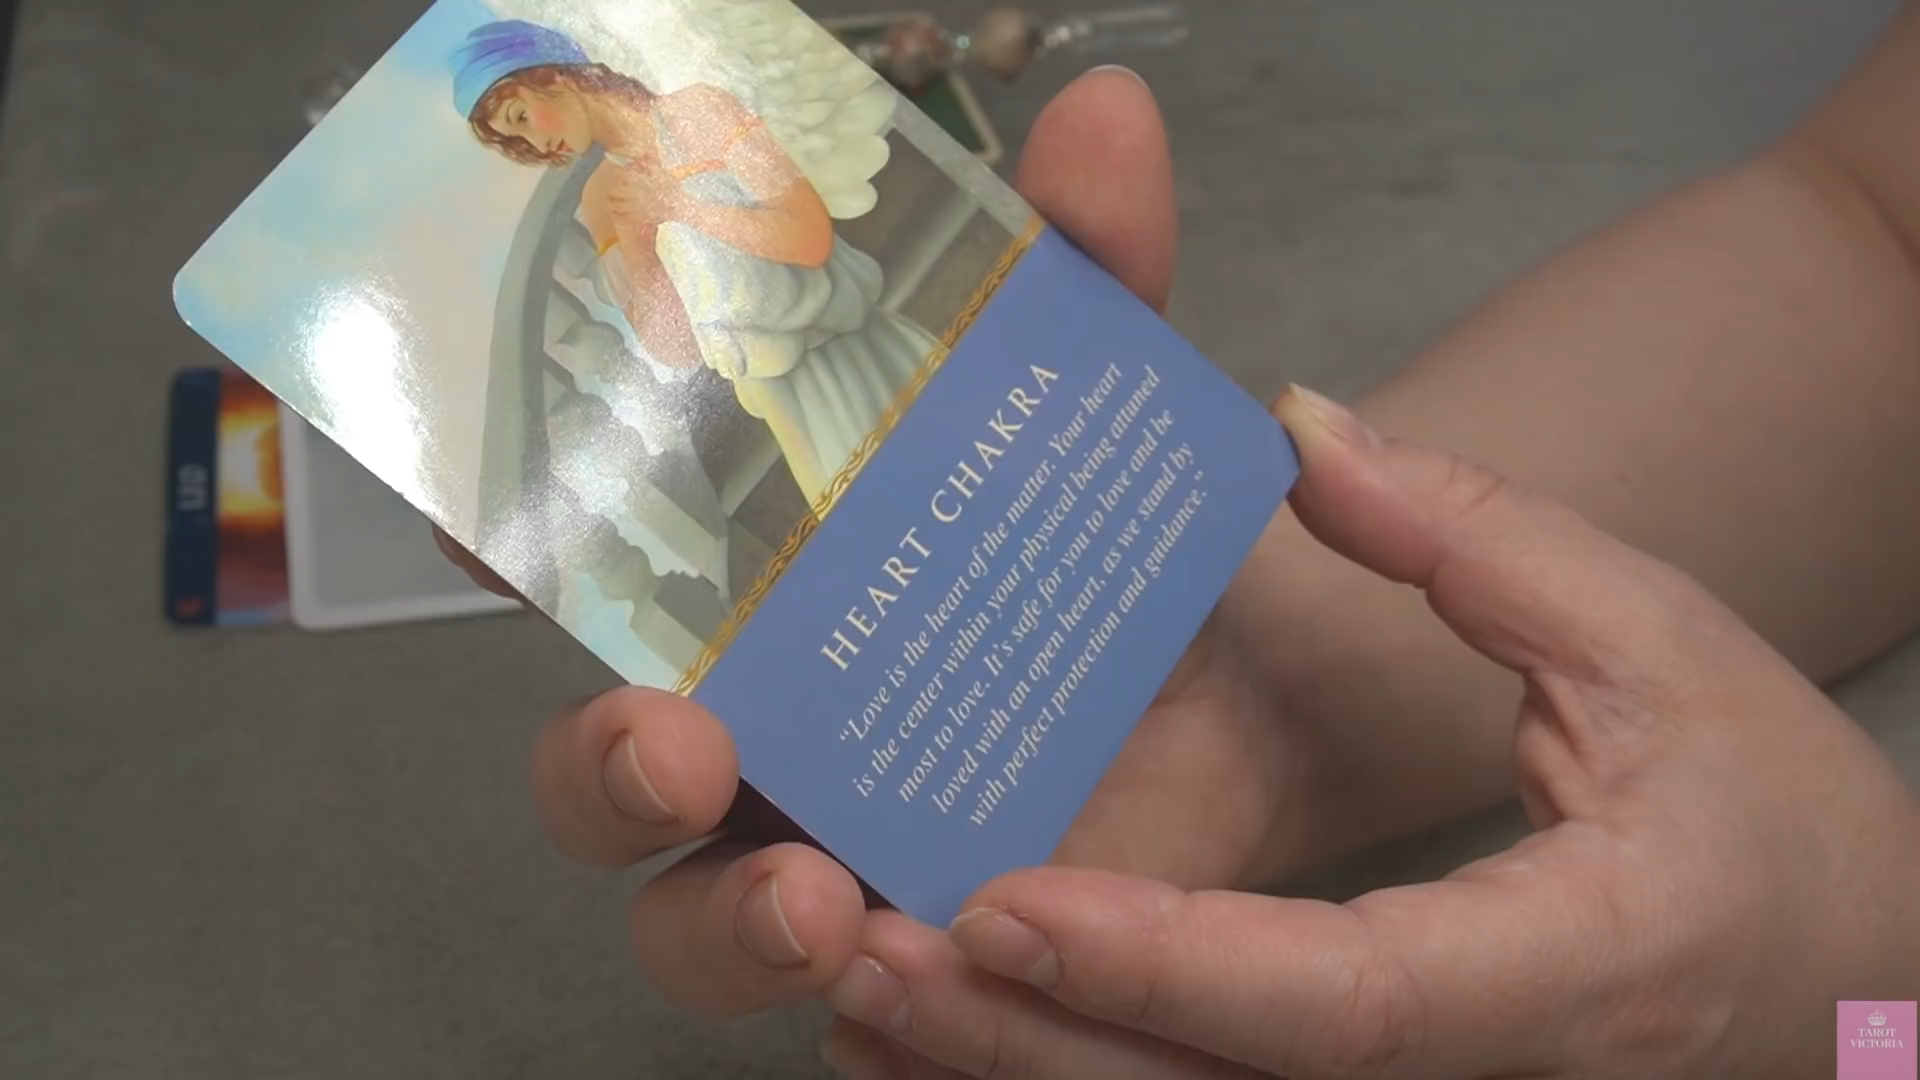 HEART CHAKRA
“Love is the heart of the matter. Your heart
is the center within your physical being attuned
most to love. It’s safe for you to love and be
loved with an open heart, as we stand by
with perfect protection and guidance.”
TAROT
VICTORIA